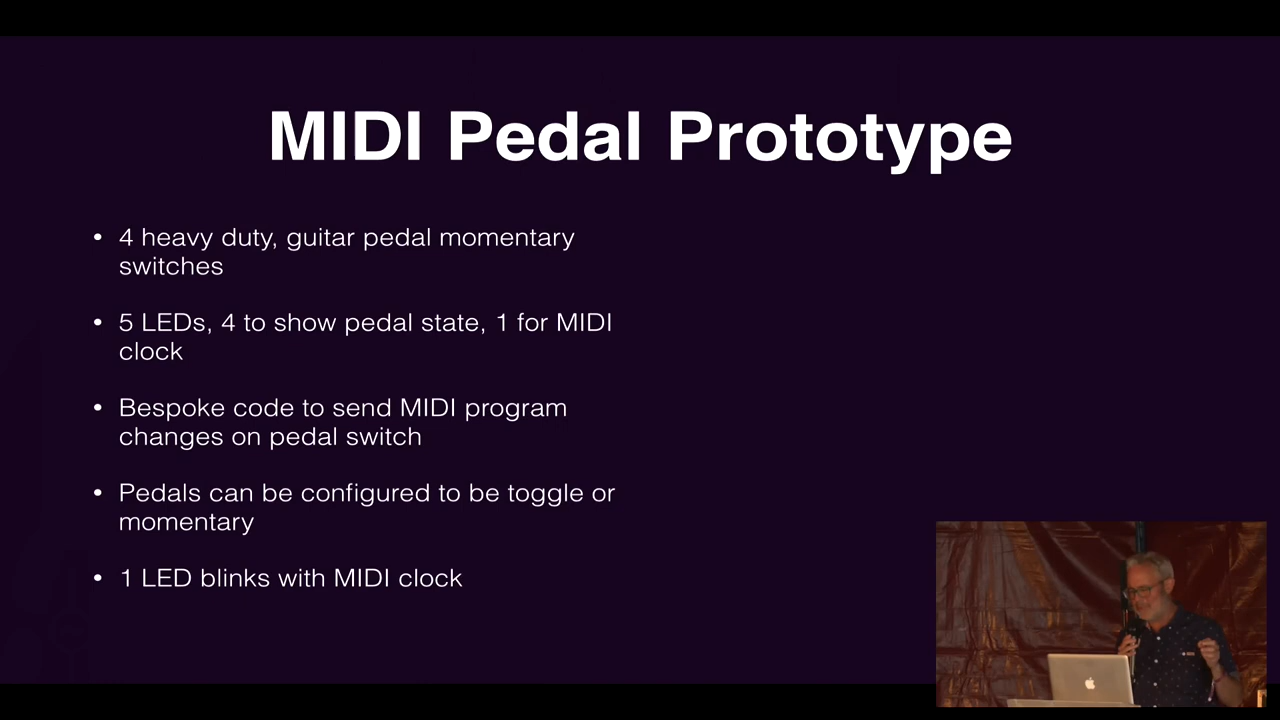 MIDI Pedal Prototype
• 4 heavy duty, guitar pedal momentary
switches
• 5 LEDs, 4 to show pedal state, 1 for MIDI
clock
• Bespoke code to send MIDI program
changes on pedal switch
• Pedals can be configured to be toggle or
momentary
• 1 LED blinks with MIDI clock